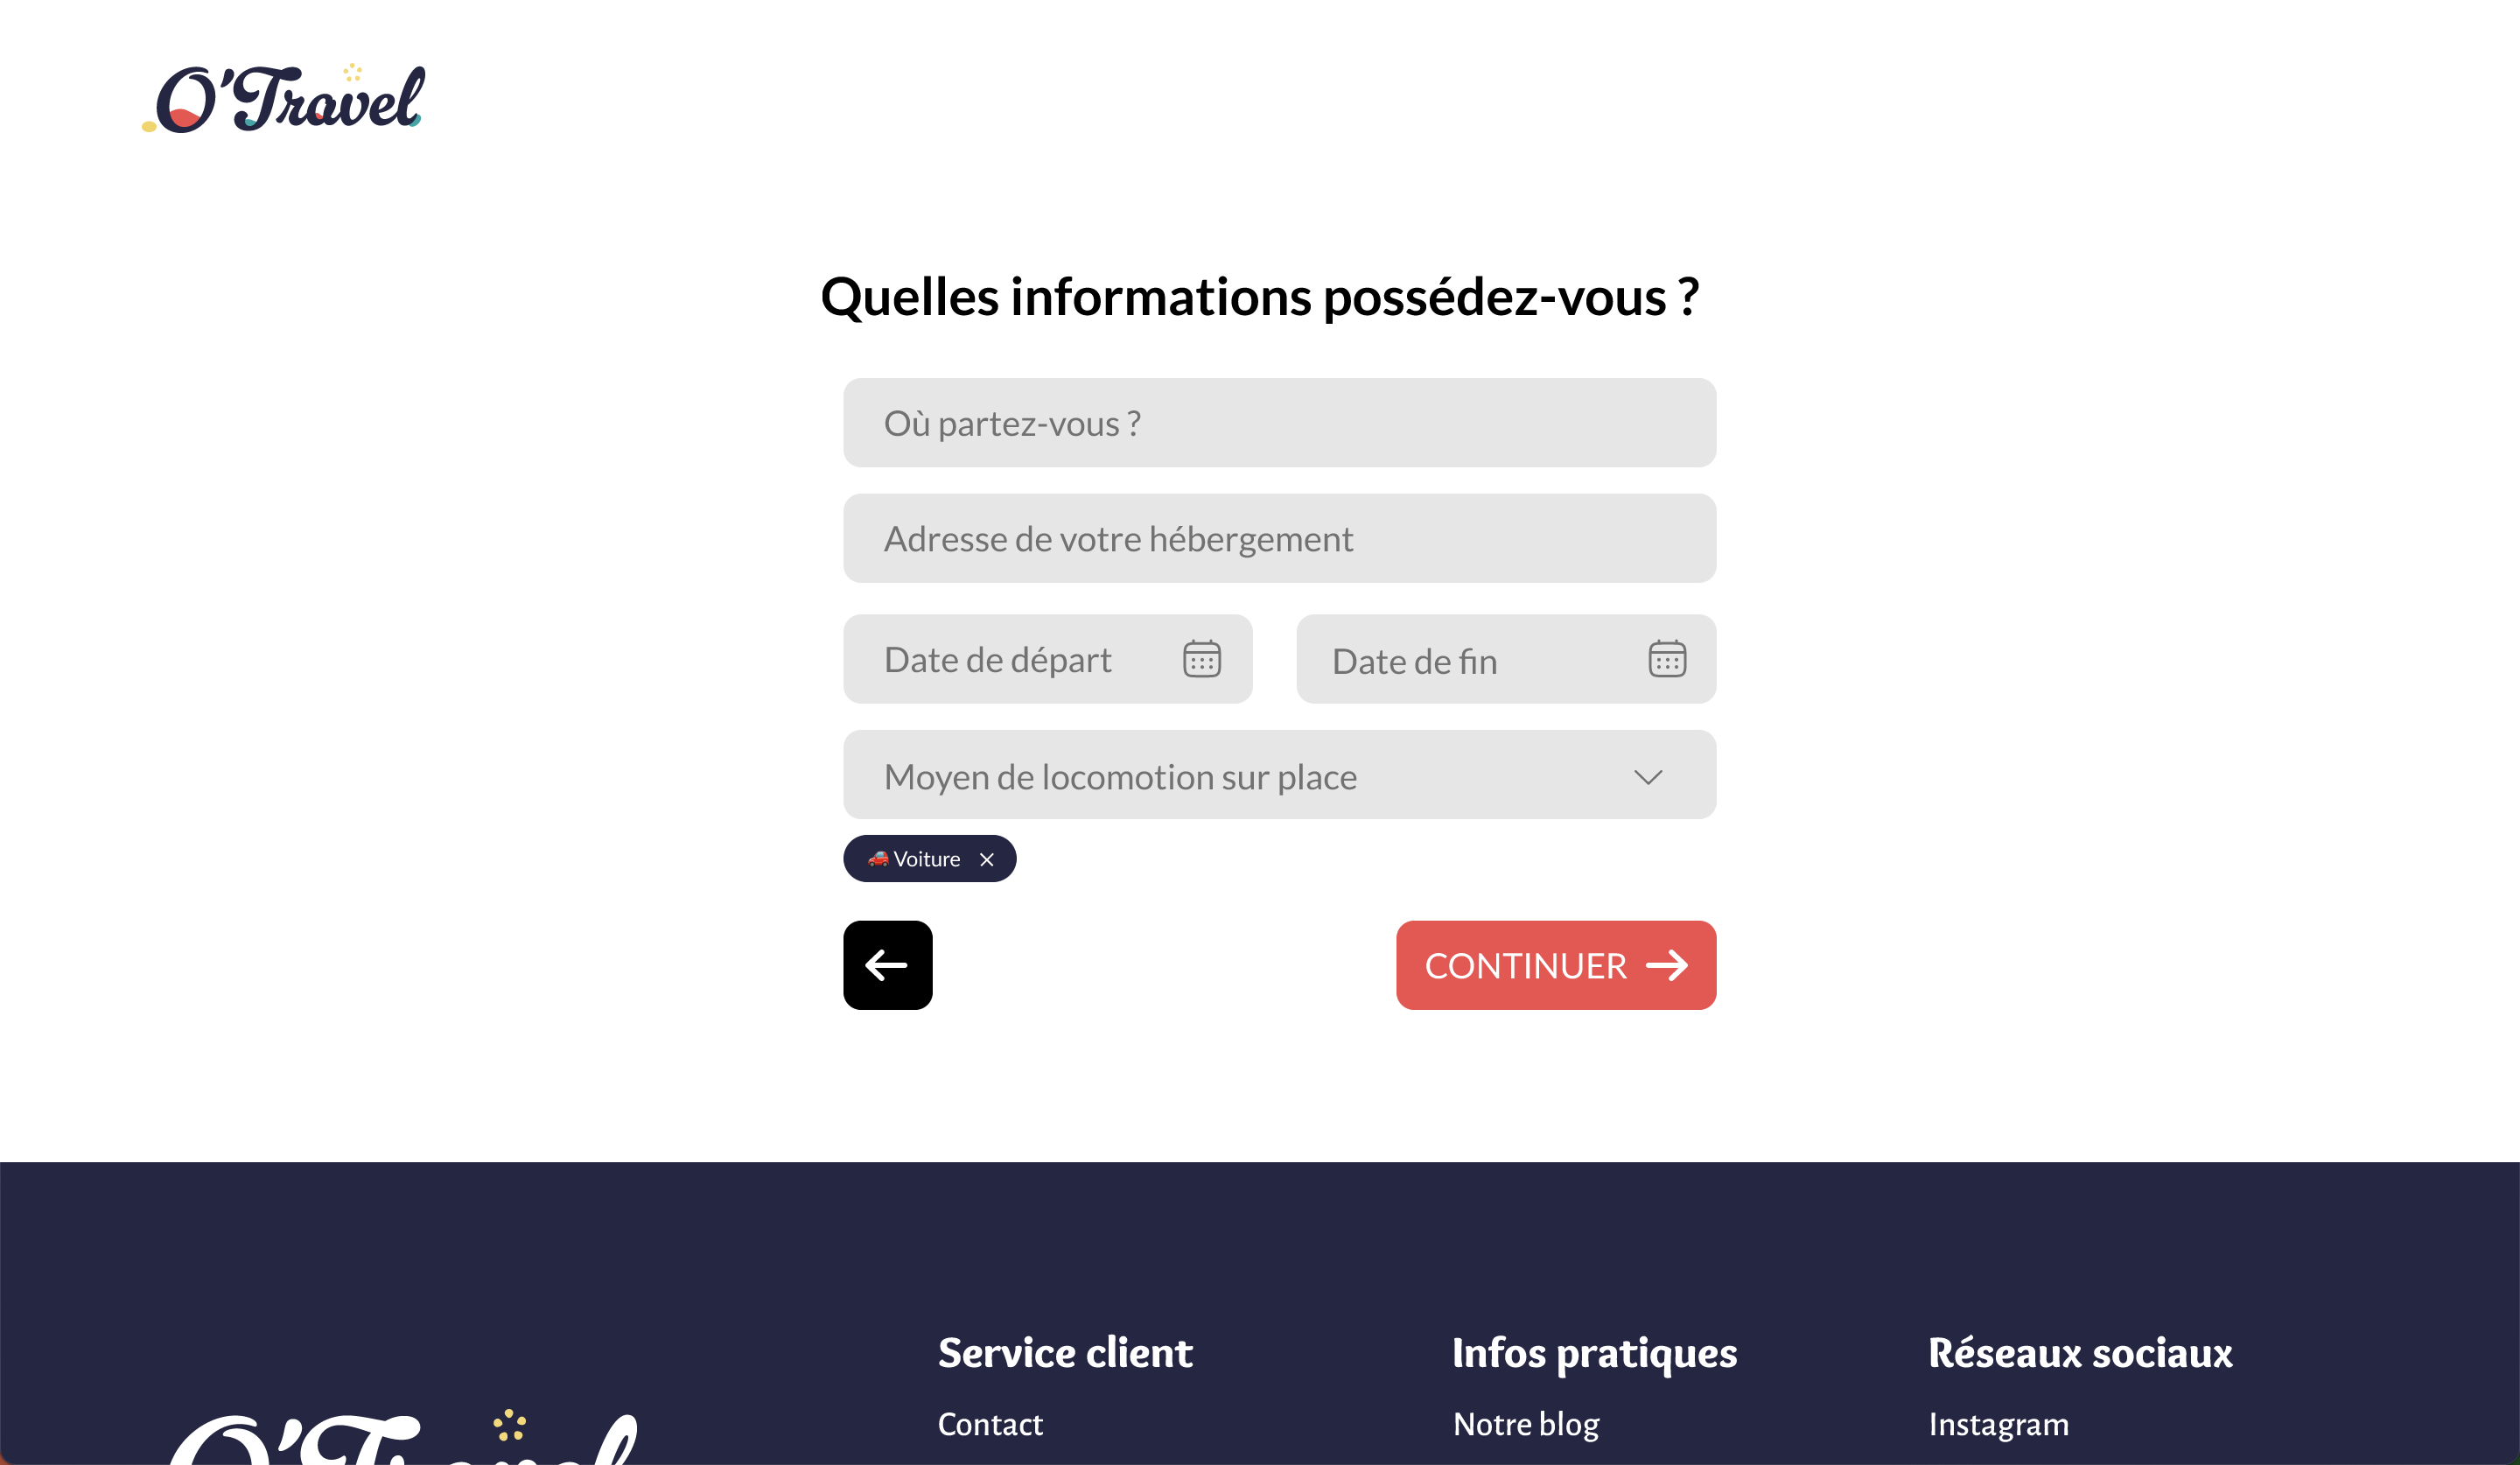 O'Travel
Quelles informations possédez-vous ?
Où partez-vous ?
Adresse de votre hébergement
Date de départ
Date de fin
Moyen de locomotion sur place
Voiture
CONTINUER
Service client
Infos pratiques
Réseaux sociaux
Contact
Notre blog
Instagram
O'Travel